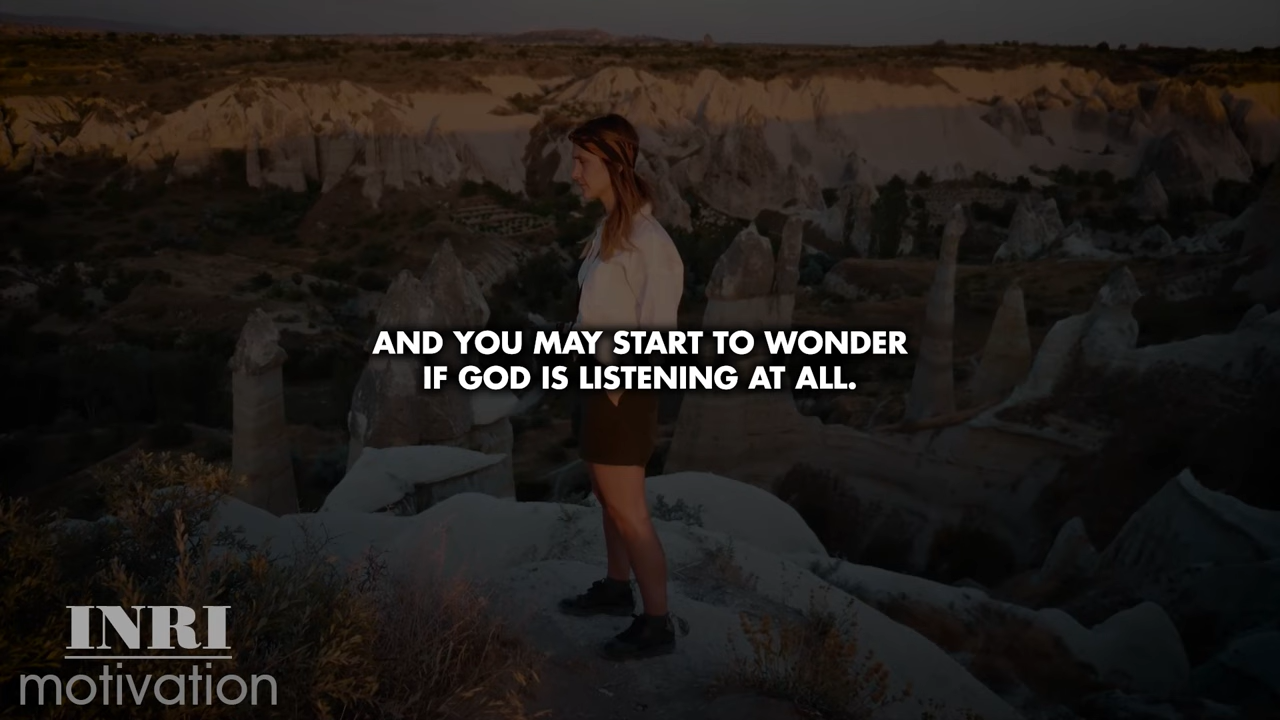 AND YOU MAY START TO WONDER
IF GOD IS LISTENING AT ALL.
INRI
motivation